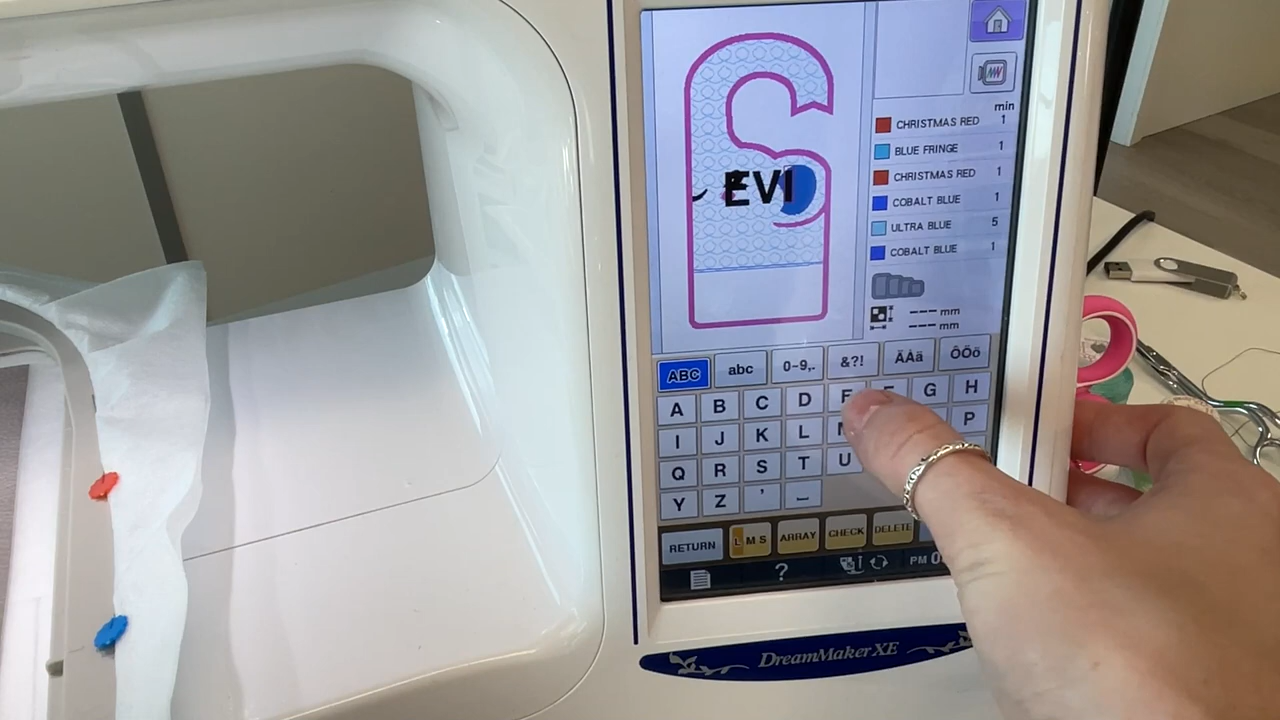 min
CHRISTMAS RED 1
BLUE FRINGE 1
CHRISTMAS RED 1
COBALT BLUE 1
ULTRA BLUE 5
COBALT BLUE 1
EVI
--- mm
--- mm
ABC abc 0-9,. &?! ÄÅä ÔÖö
A B C D E F G H
I J K L P
Q R S T U
Y Z ' _
RETURN L M S ARRAY CHECK DELETE
? PM
DreamMaker XE